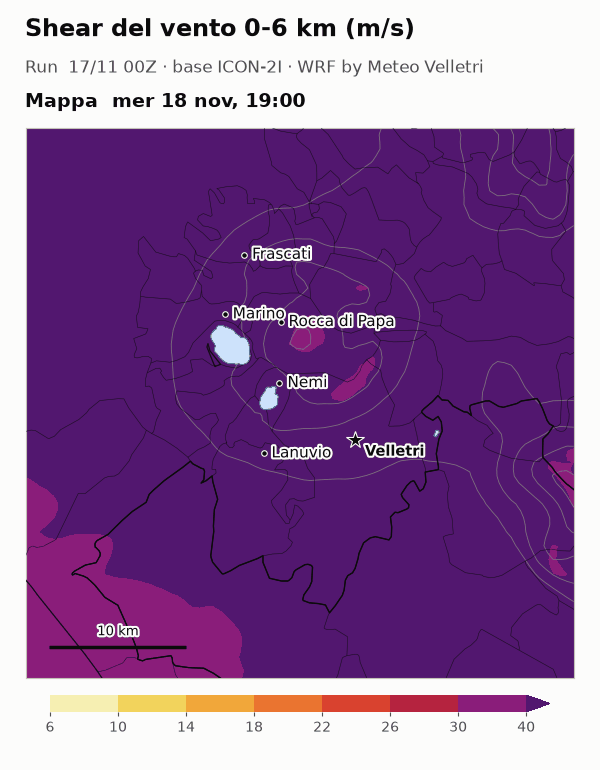 Shear del vento 0-6 km (m/s)
Run  17/11 00Z · base ICON-2I · WRF by Meteo Velletri
Mappa  mer 18 nov, 19:00
Frascati
Marino
Rocca di Papa
Nemi
Lanuvio
Velletri
10 km
6 10 14 18 22 26 30 40